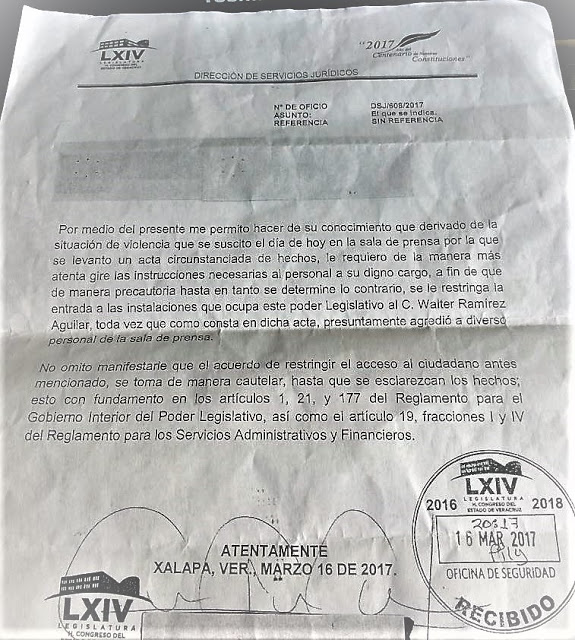 LXIV
LEGISLATURA
H. CONGRESO DEL
ESTADO DE VERACRUZ
"2017
Centenario
Constituciones"
DIRECCIÓN DE SERVICIOS JURÍDICOS
N° DE OFICIO DSJ/608/2017
ASUNTO: El que se indica.
REFERENCIA SIN REFERENCIA
Por medio del presente me permito hacer de su conocimiento que derivado de la
situación de violencia que se suscito el día de hoy en la sala de prensa por la que
se levanto un acta circunstanciada de hechos, le requiero de la manera más
atenta gire las instrucciones necesarias al personal a su digno cargo, a fin de que
de manera precautoria hasta en tanto se determine lo contrario, se le restringa la
entrada a las instalaciones que ocupa este poder Legislativo al C. Walter Ramírez
Aguilar, toda vez que como consta en dicha acta, presuntamente agredió a diverso
personal de la sala de prensa.
No omito manifestarle que el acuerdo de restringir el acceso al ciudadano antes
mencionado, se toma de manera cautelar, hasta que se esclarezcan los hechos;
esto con fundamento en los artículos 1, 21, y 177 del Reglamento para el
Gobierno Interior del Poder Legislativo, así como el artículo 19, fracciones I y IV
del Reglamento para los Servicios Administrativos y Financieros.
LXIV
LEGISLATURA
H. CONGRESO DEL
ESTADO DE VERACRUZ
2016 2018
16 MAR 2017
OFICINA DE SEGURIDAD
RECIBIDO
ATENTAMENTE
XALAPA, VER., MARZO 16 DE 2017.
LXIV
LEGISLATURA
H. CONGRESO DEL